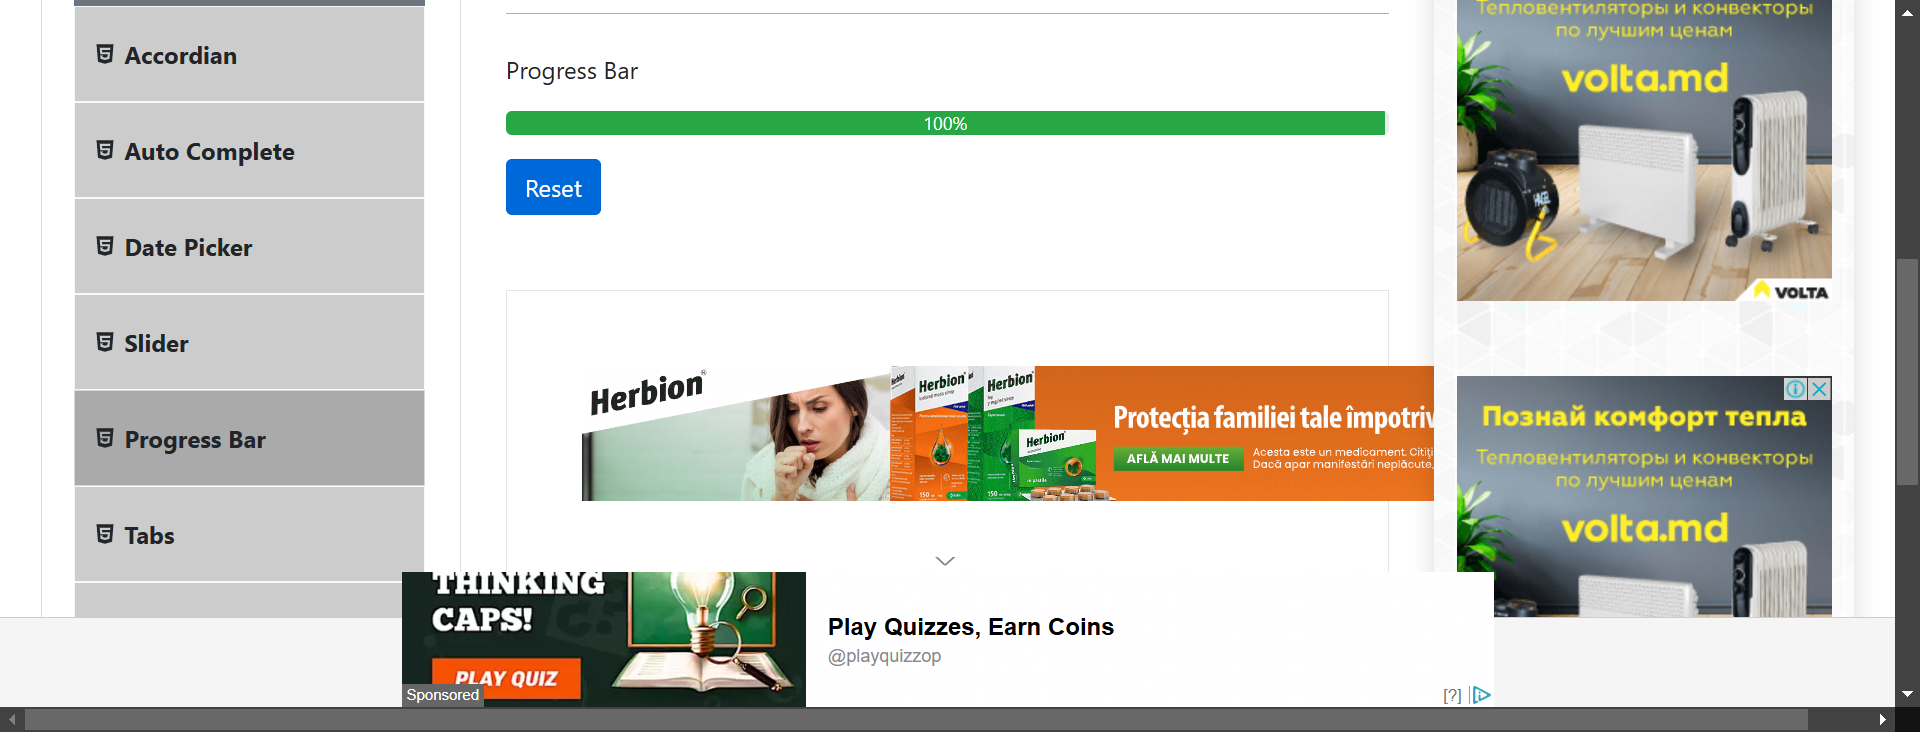 Accordian
Auto Complete
Date Picker
Slider
Progress Bar
Tabs
Progress Bar
100%
Reset
Herbion®
Herbion
Herbion
Herbion
150
150
Protecția familiei tale împotriv
AFLĂ MAI MULTE
Acesta este un medicament. Citiți
Dacă apar manifestări neplăcute,
Тепловентиляторы и конвекторы
по лучшим ценам
volta.md
HAGEL
VOLTA
Познай комфорт тепла
Тепловентиляторы и конвекторы
по лучшим ценам
volta.md
THINKING
CAPS!
PLAY QUIZ
Sponsored
Play Quizzes, Earn Coins
@playquizzop
[?]